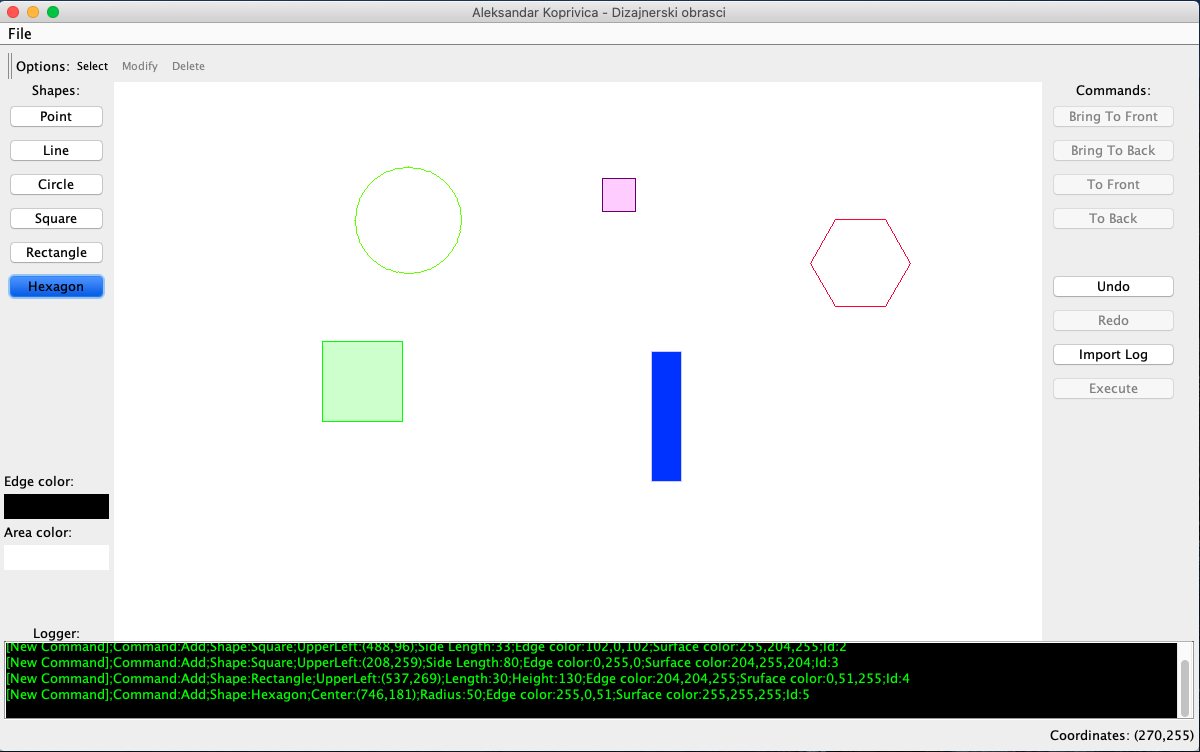 Aleksandar Koprivica - Dizajnerski obrasci
File
Options: Select Modify Delete
Shapes:
Point
Line
Circle
Square
Rectangle
Hexagon
Edge color:
Area color:
Commands:
Bring To Front
Bring To Back
To Front
To Back
Undo
Redo
Import Log
Execute
Logger:
[New Command];Command:Add;Shape:Square;UpperLeft:(488,96);Side Length:33;Edge color:102,0,102;Surface color:255,204,255;Id:2
[New Command];Command:Add;Shape:Square;UpperLeft:(208,259);Side Length:80;Edge color:0,255,0;Surface color:204,255,204;Id:3
[New Command];Command:Add;Shape:Rectangle;UpperLeft:(537,269);Length:30;Height:130;Edge color:204,204,255;Sruface color:0,51,255;Id:4
[New Command];Command:Add;Shape:Hexagon;Center:(746,181);Radius:50;Edge color:255,0,51;Surface color:255,255,255;Id:5
Coordinates: (270,255)